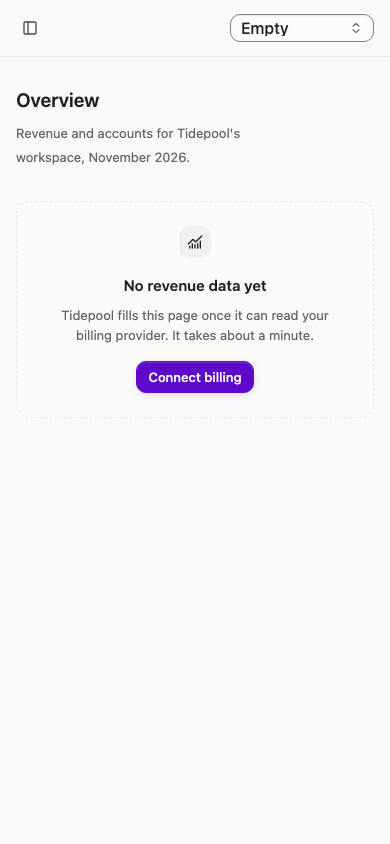 Empty
Overview
Revenue and accounts for Tidepool's
workspace, November 2026.
No revenue data yet
Tidepool fills this page once it can read your
billing provider. It takes about a minute.
Connect billing